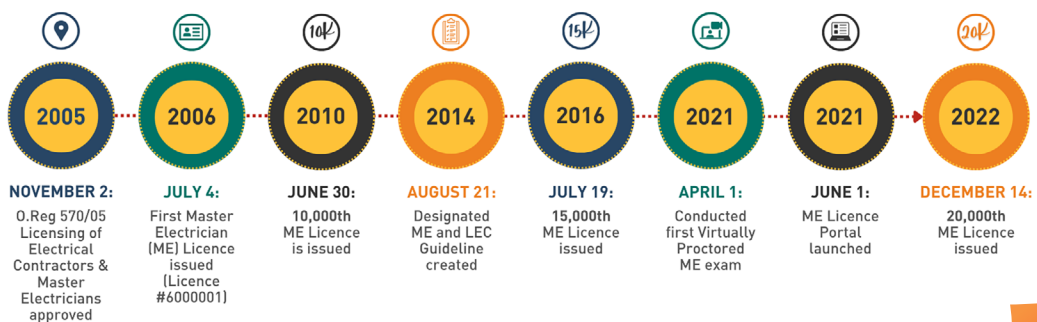 10K
15K
20K
2005
2006
2010
2014
2016
2021
2021
2022
NOVEMBER 2:
O.Reg 570/05
Licensing of
Electrical
Contractors &
Master
Electricians
approved
JULY 4:
First Master
Electrician
(ME) Licence
issued
(Licence
#6000001)
JUNE 30:
10,000th
ME Licence
is issued
AUGUST 21:
Designated
ME and LEC
Guideline
created
JULY 19:
15,000th
ME Licence
issued
APRIL 1:
Conducted
first Virtually
Proctored
ME exam
JUNE 1:
ME Licence
Portal
launched
DECEMBER 14:
20,000th
ME Licence
issued